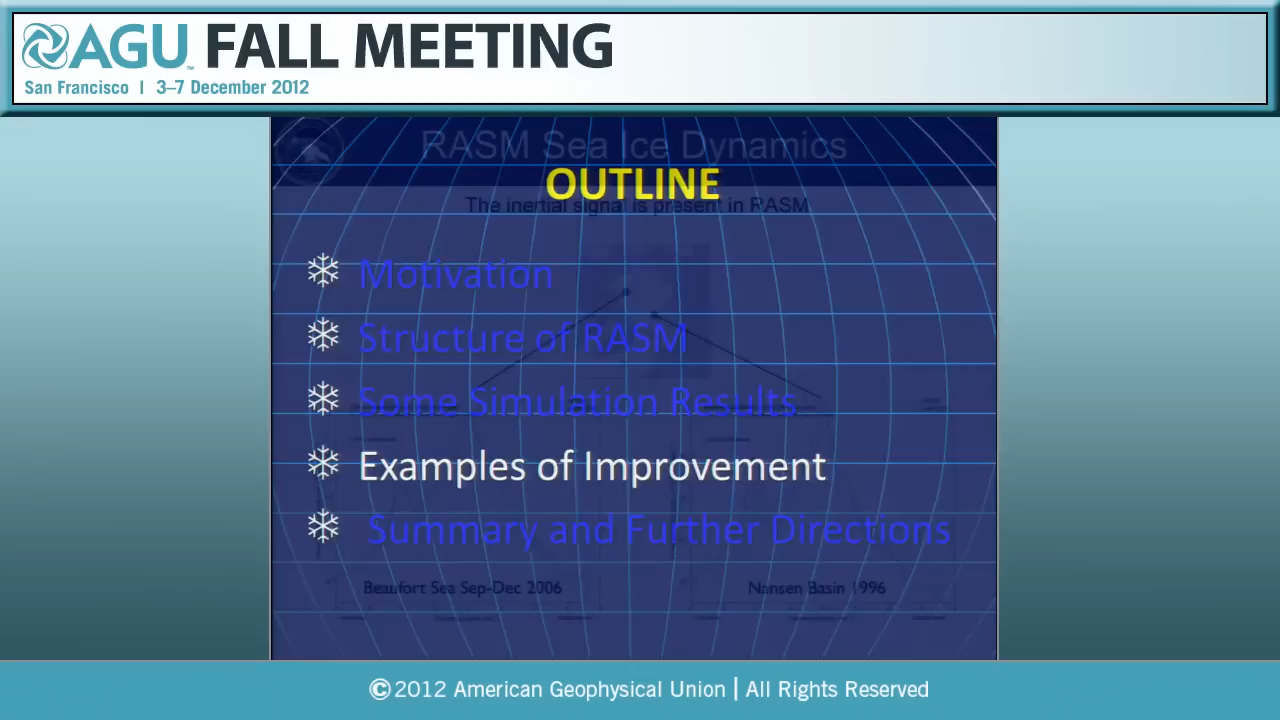 AGU FALL MEETING
San Francisco | 3–7 December 2012
RASM Sea Ice Dynamics
OUTLINE
The inertial signal is present in RASM
Motivation
Structure of RASM
Some Simulation Results
Examples of Improvement
Summary and Further Directions
Beaufort Sea Sep-Dec 2006
Nansen Basin 1996
© 2012 American Geophysical Union | All Rights Reserved